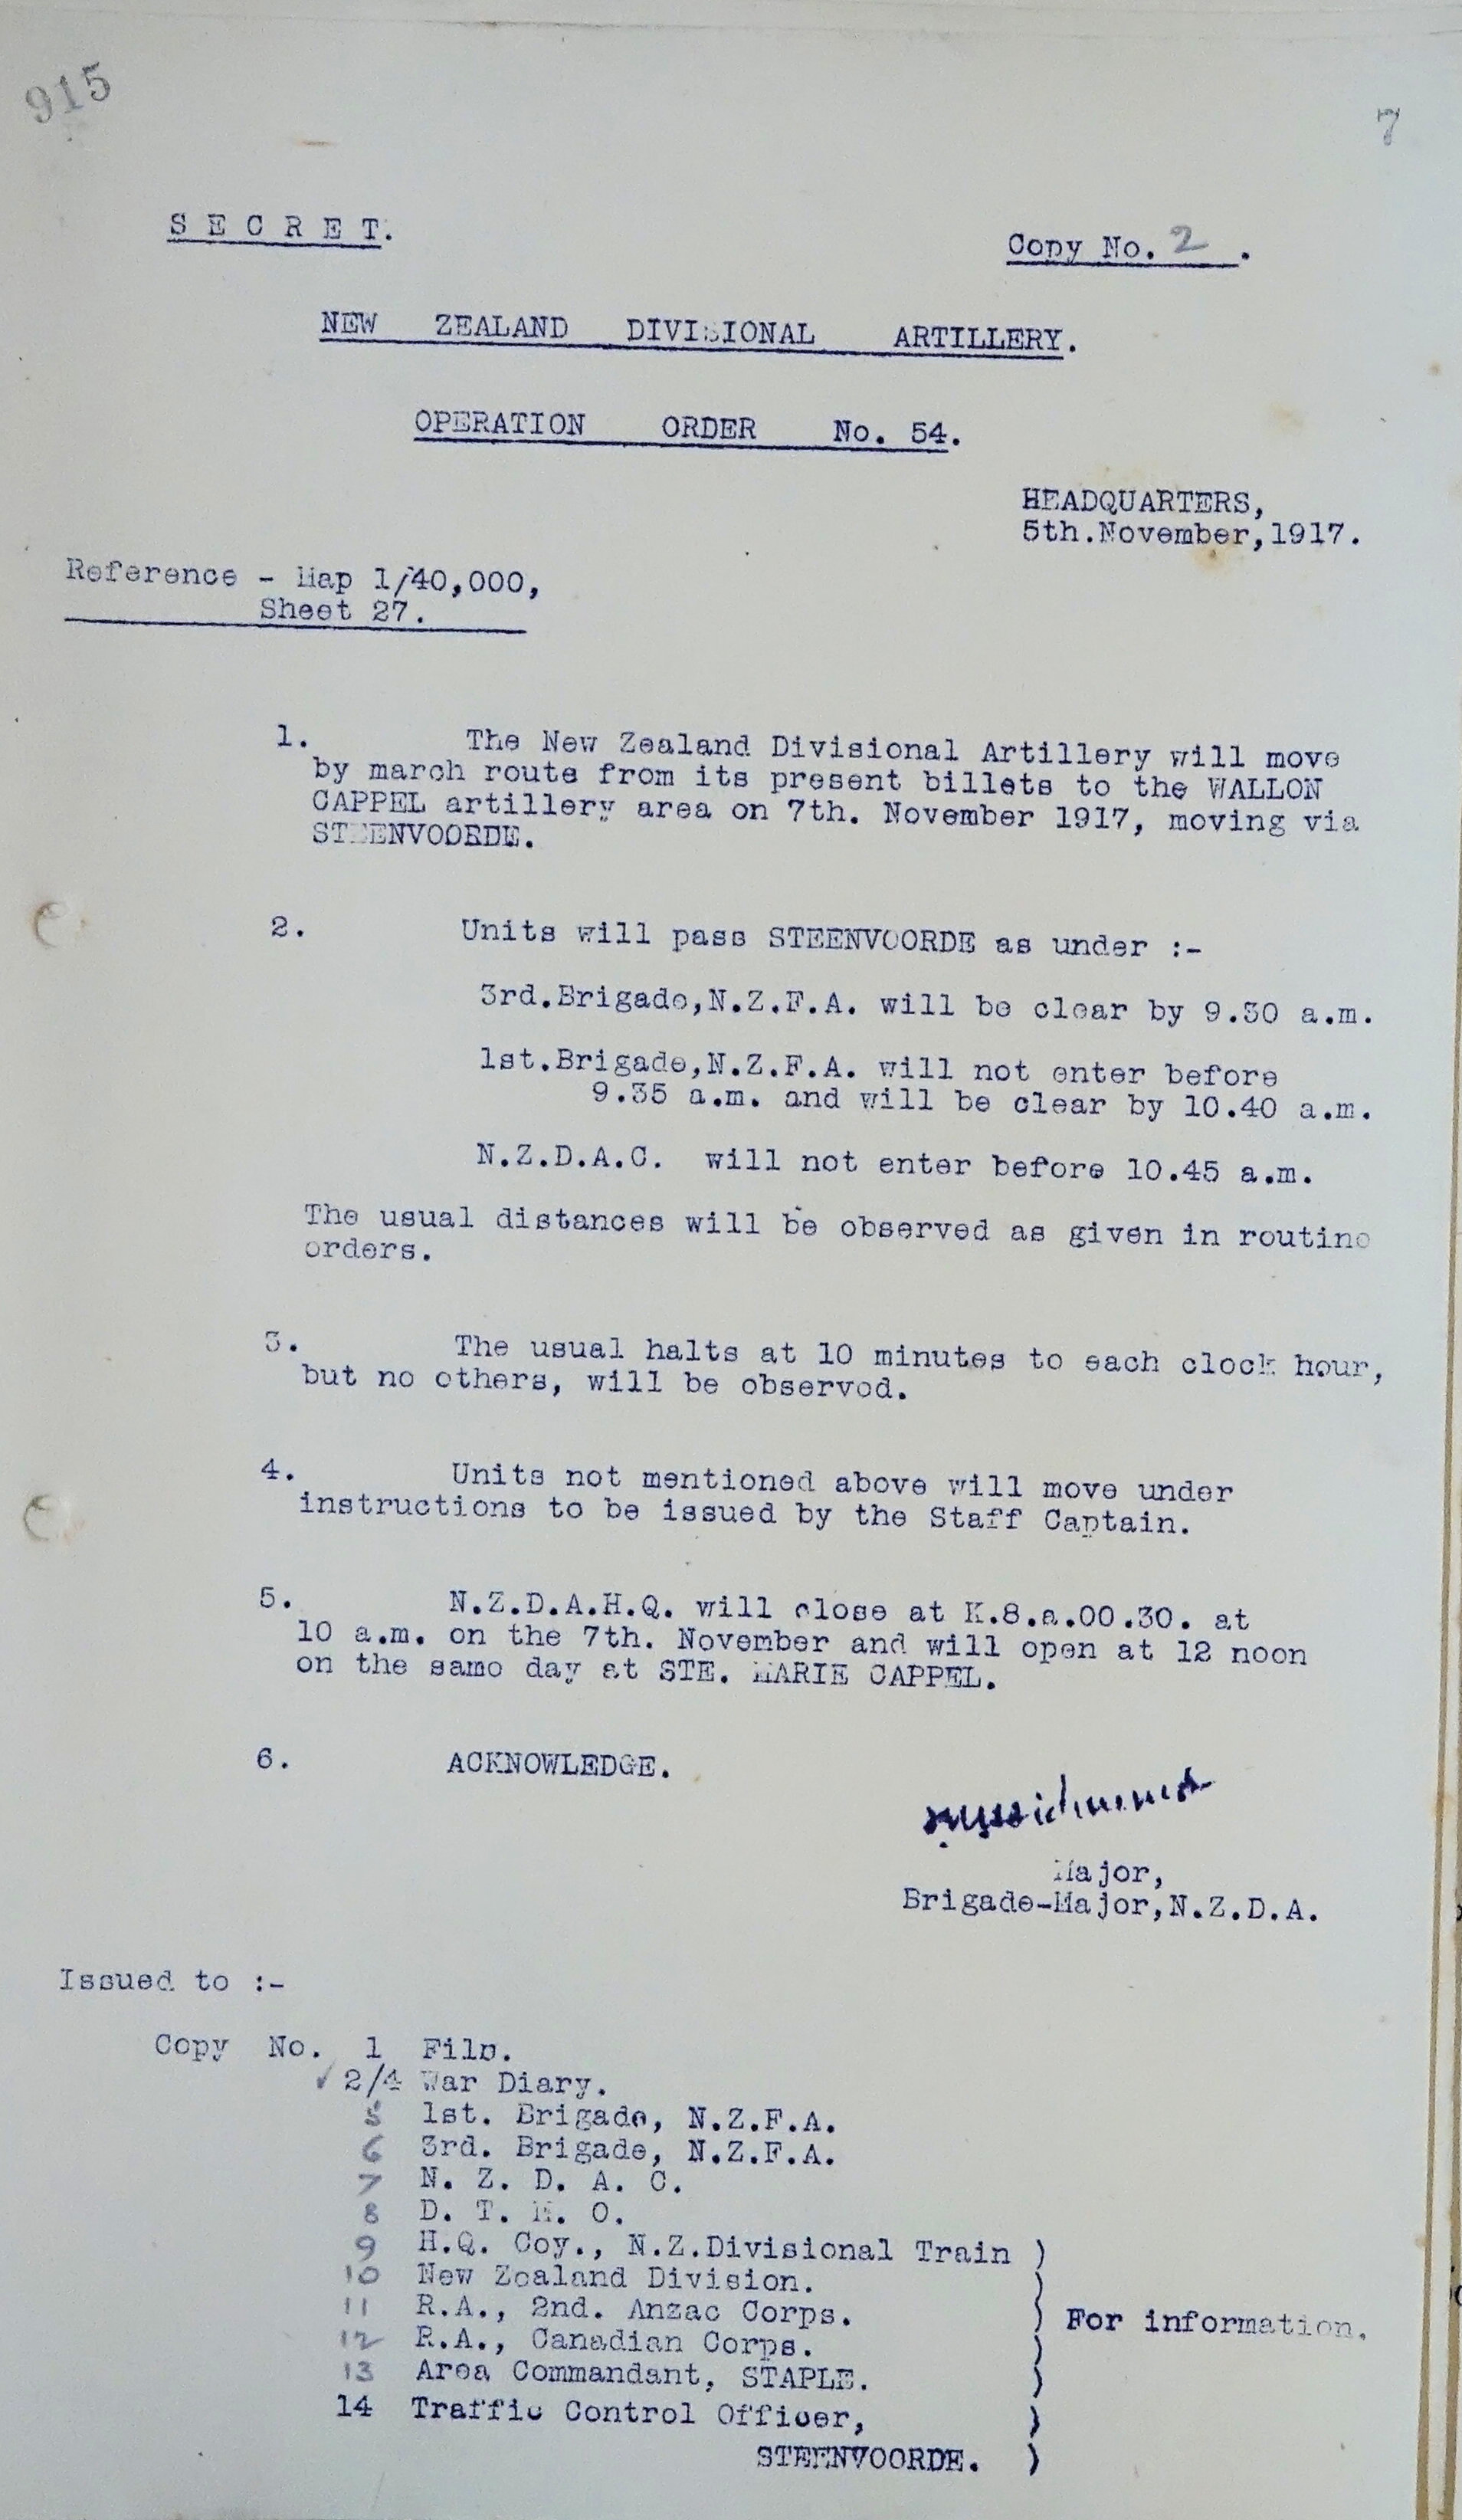 915
7
S E C R E T.
Copy No. 2 .
NEW ZEALAND DIVISIONAL ARTILLERY.
OPERATION ORDER No. 54.
HEADQUARTERS,
5th.November,1917.
Reference - Map 1/40,000,
Sheet 27.
1. The New Zealand Divisional Artillery will move
by march route from its present billets to the WALLON
CAPPEL artillery area on 7th. November 1917, moving via
STEENVOORDE.
2. Units will pass STEENVOORDE as under :-
3rd.Brigade,N.Z.F.A. will be clear by 9.30 a.m.
1st.Brigade,N.Z.F.A. will not enter before
9.35 a.m. and will be clear by 10.40 a.m.
N.Z.D.A.C. will not enter before 10.45 a.m.
The usual distances will be observed as given in routine
orders.
3. The usual halts at 10 minutes to each clock hour,
but no others, will be observed.
4. Units not mentioned above will move under
instructions to be issued by the Staff Captain.
5. N.Z.D.A.H.Q. will close at K.8.a.00.30. at
10 a.m. on the 7th. November and will open at 12 noon
on the same day at STE. MARIE CAPPEL.
6. ACKNOWLEDGE.
Major,
Brigade-Major,N.Z.D.A.
Issued to :-
Copy No. 1 File.
✓ 2/4 War Diary.
5 1st. Brigade, N.Z.F.A.
6 3rd. Brigade, N.Z.F.A.
7 N. Z. D. A. C.
8 D. T. M. O.
9 H.Q. Coy., N.Z.Divisional Train )
10 New Zealand Division. )
11 R.A., 2nd. Anzac Corps. ) For information.
12 R.A., Canadian Corps. )
13 Area Commandant, STAPLE. )
14 Traffic Control Officer, )
STEENVOORDE. )